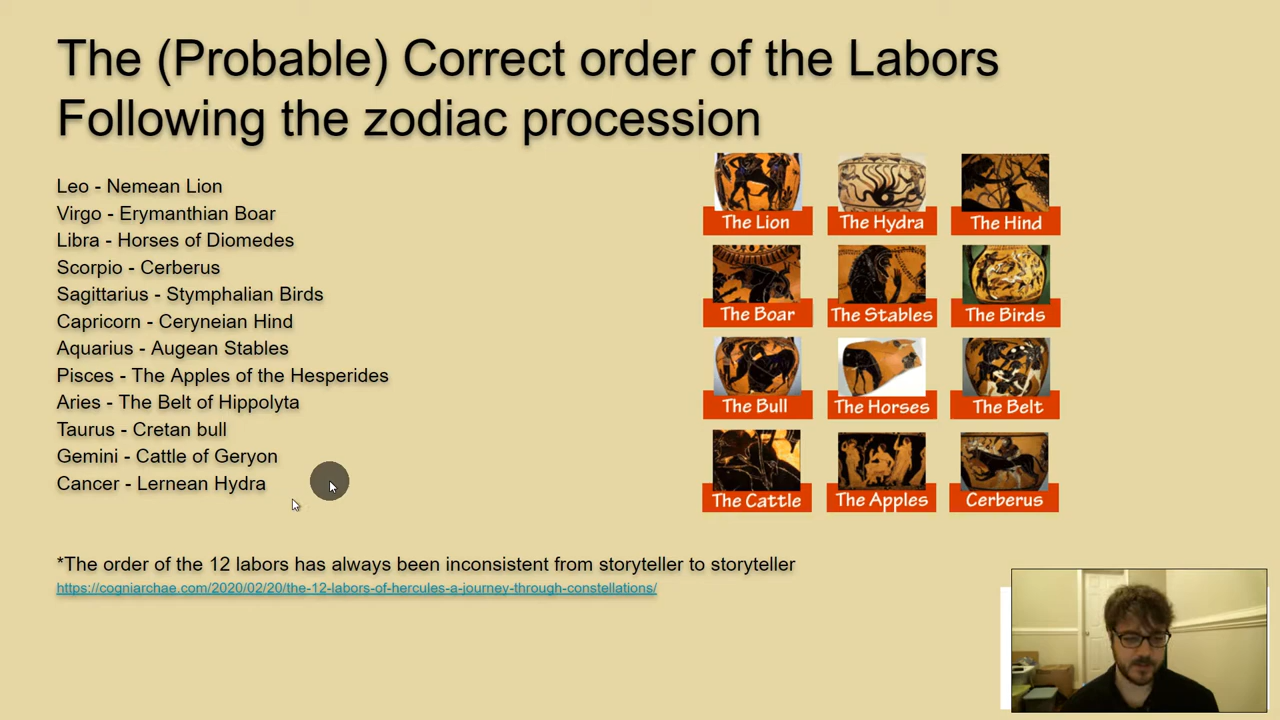 The (Probable) Correct order of the Labors
Following the zodiac procession
Leo - Nemean Lion
Virgo - Erymanthian Boar
Libra - Horses of Diomedes
Scorpio - Cerberus
Sagittarius - Stymphalian Birds
Capricorn - Ceryneian Hind
Aquarius - Augean Stables
Pisces - The Apples of the Hesperides
Aries - The Belt of Hippolyta
Taurus - Cretan bull
Gemini - Cattle of Geryon
Cancer - Lernean Hydra
The Lion
The Hydra
The Hind
The Boar
The Stables
The Birds
The Bull
The Horses
The Belt
The Cattle
The Apples
Cerberus
*The order of the 12 labors has always been inconsistent from storyteller to storyteller
https://cogniarchae.com/2020/02/20/the-12-labors-of-hercules-a-journey-through-constellations/